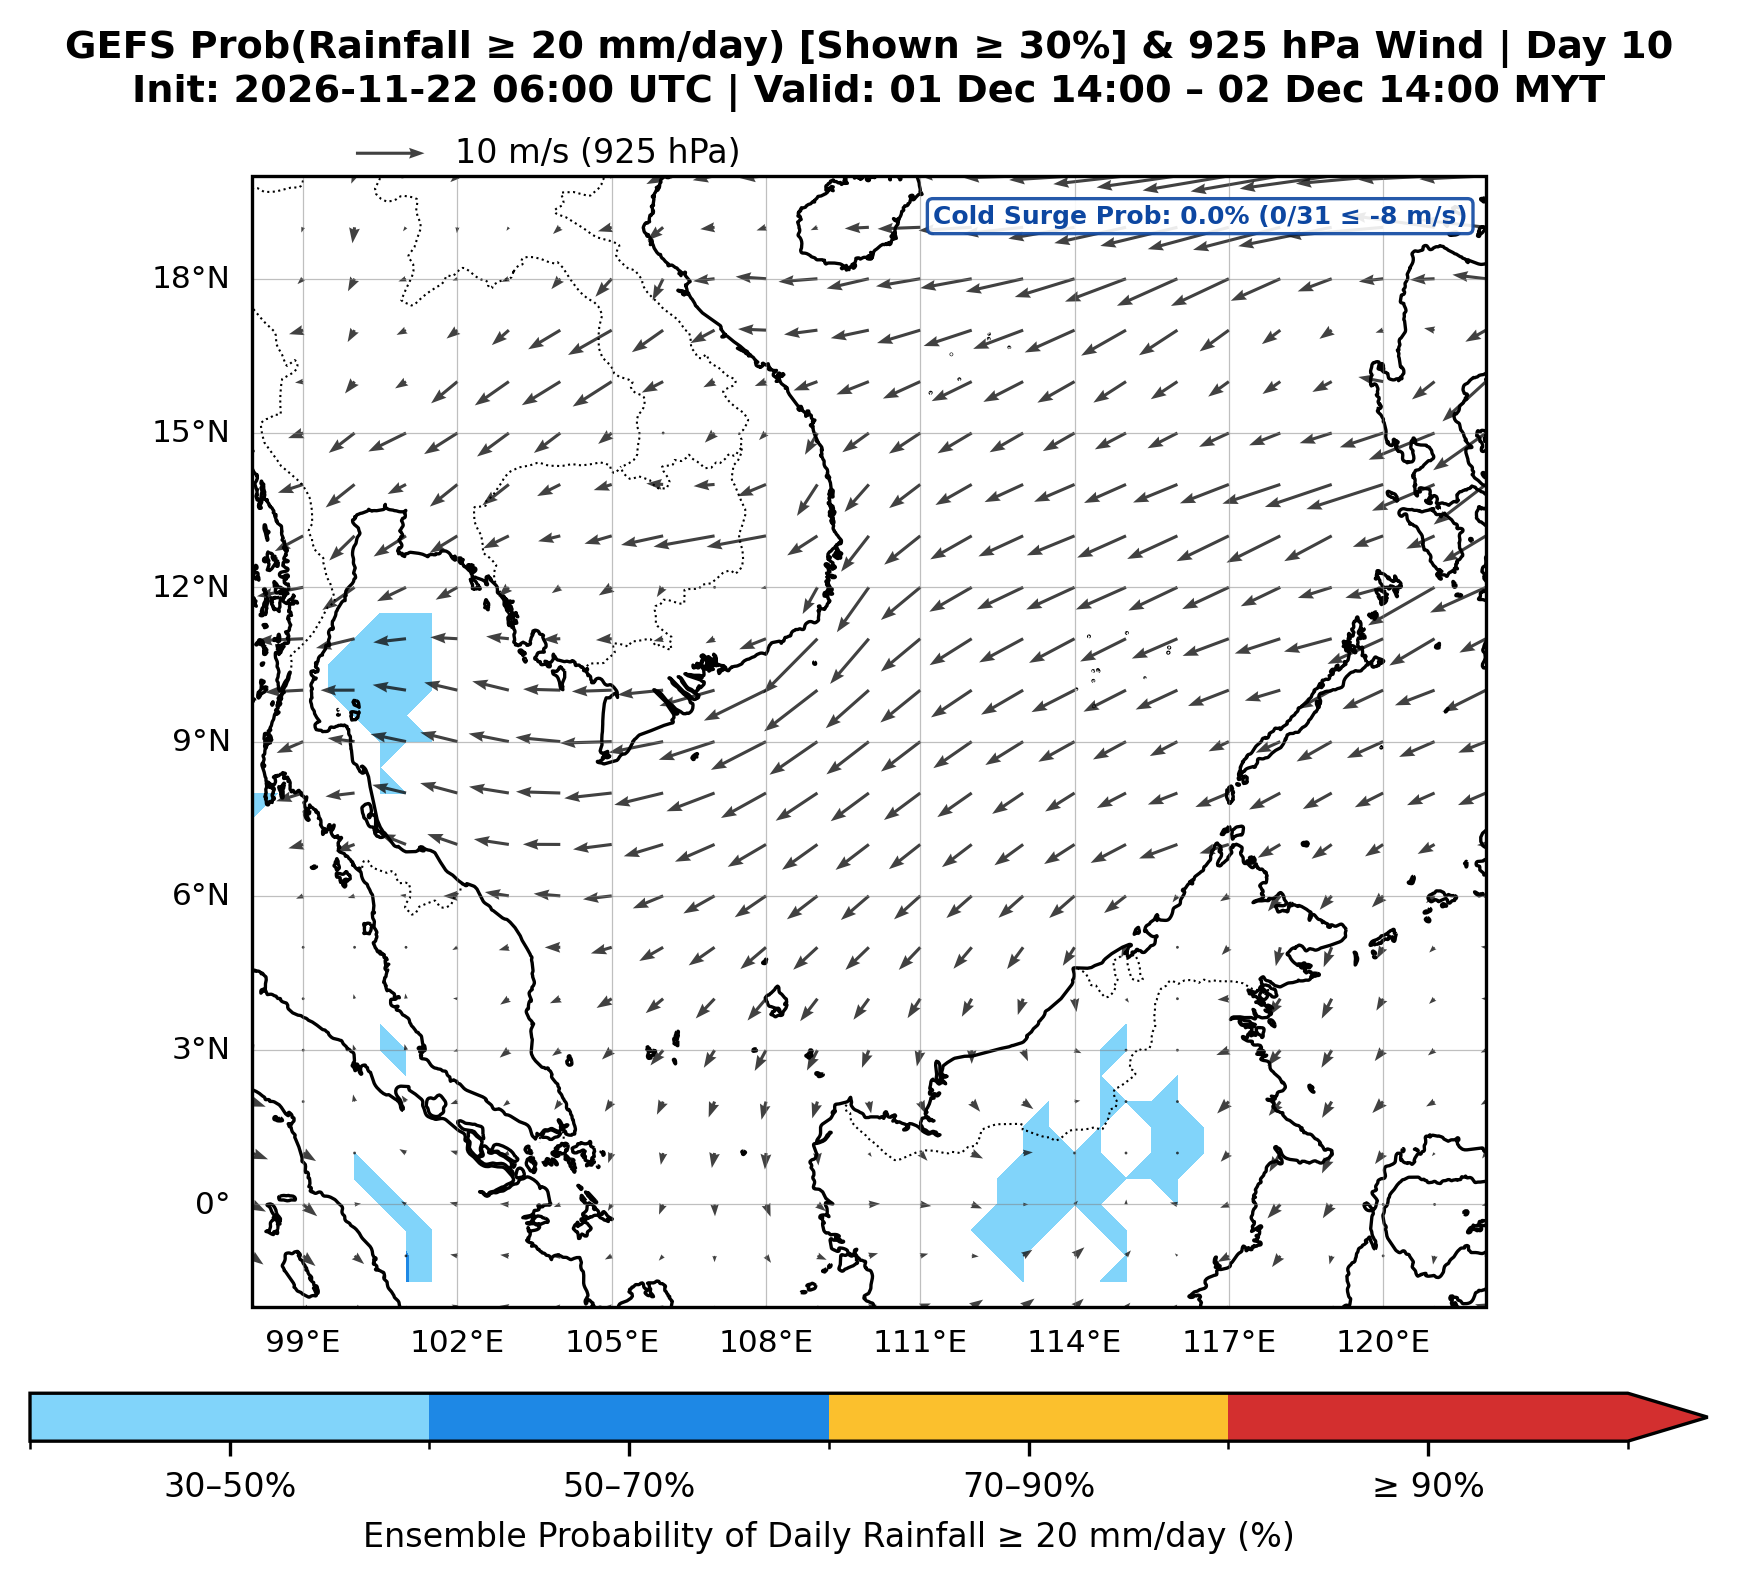 GEFS Prob(Rainfall ≥ 20 mm/day) [Shown ≥ 30%] & 925 hPa Wind | Day 10
Init: 2026-11-22 06:00 UTC | Valid: 01 Dec 14:00 – 02 Dec 14:00 MYT
10 m/s (925 hPa)
Cold Surge Prob: 0.0% (0/31 ≤ -8 m/s)
18°N
15°N
12°N
9°N
6°N
3°N
0°
99°E 102°E 105°E 108°E 111°E 114°E 117°E 120°E
30–50% 50–70% 70–90% ≥ 90%
Ensemble Probability of Daily Rainfall ≥ 20 mm/day (%)